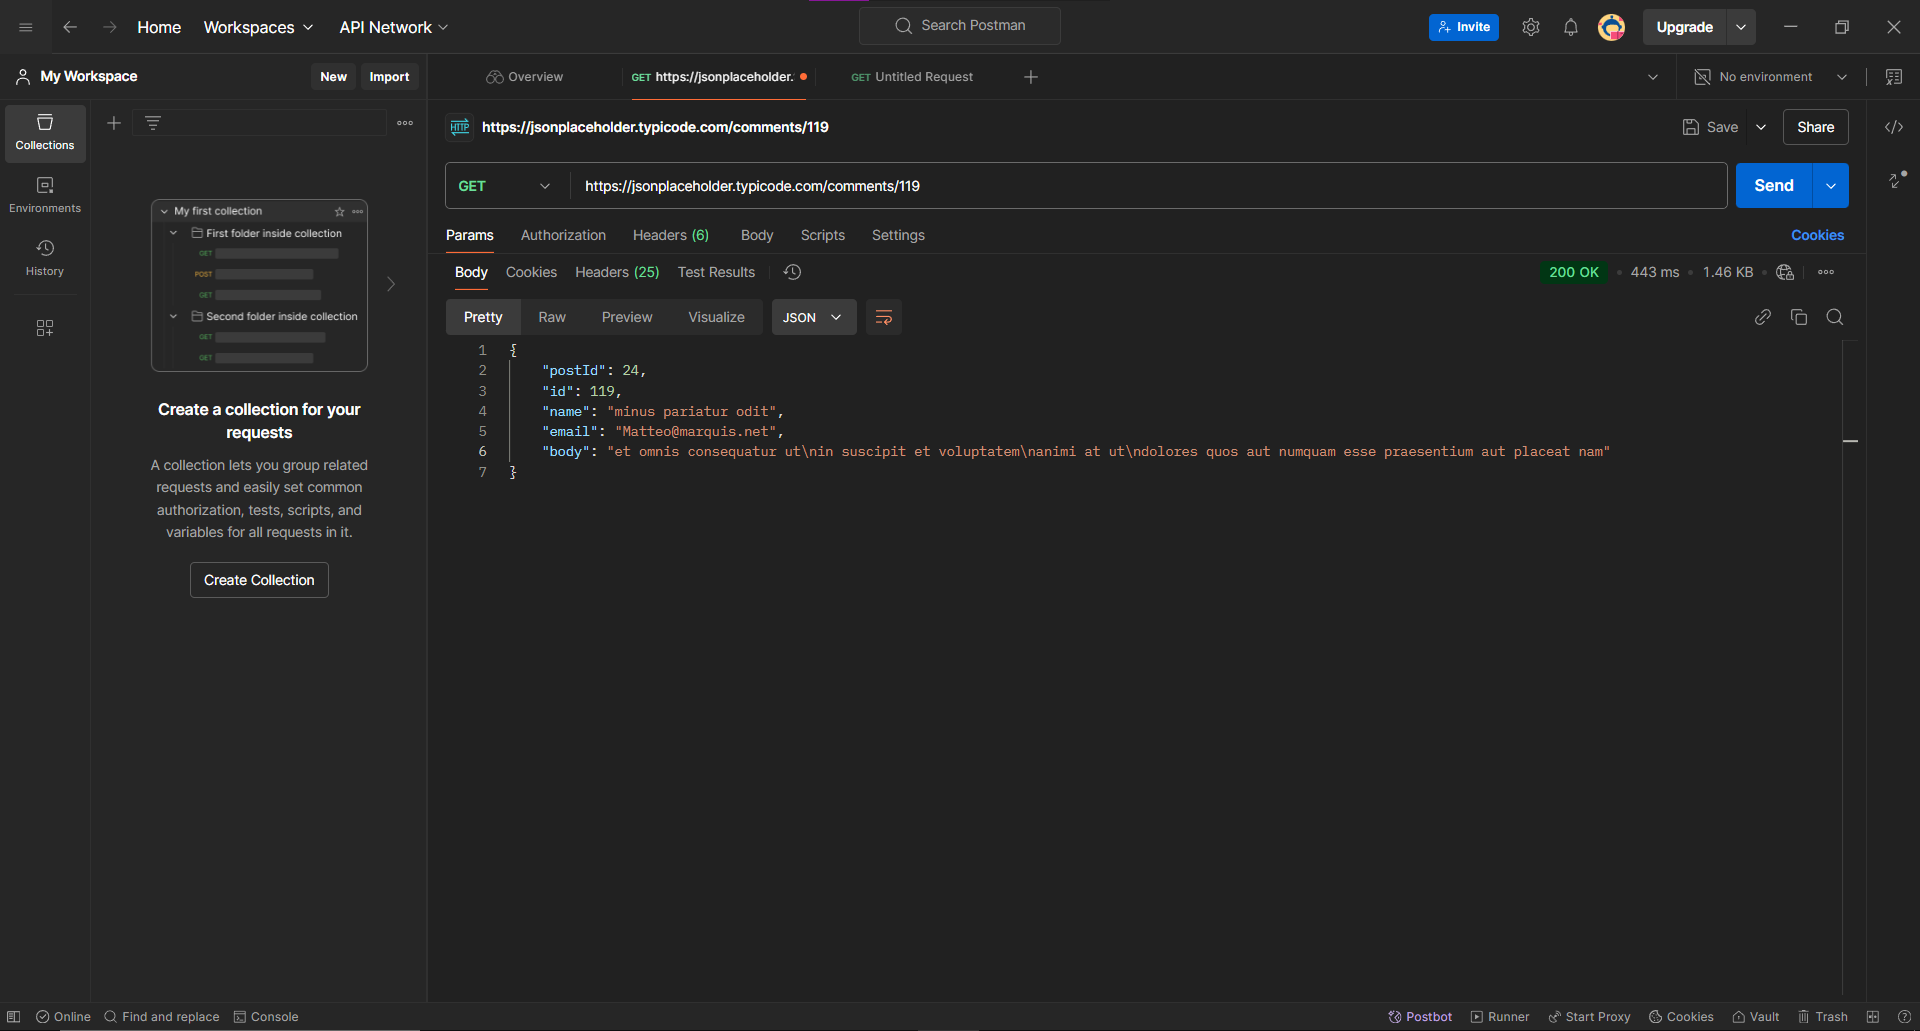 Home Workspaces API Network Search Postman Invite Upgrade
My Workspace New Import Overview GET https://jsonplaceholder. GET Untitled Request No environment
Collections
Environments
History
My first collection
First folder inside collection
GET
POST
GET
Second folder inside collection
GET
GET
Create a collection for your
requests
A collection lets you group related
requests and easily set common
authorization, tests, scripts, and
variables for all requests in it.
Create Collection
HTTP https://jsonplaceholder.typicode.com/comments/119 Save Share
GET https://jsonplaceholder.typicode.com/comments/119 Send
Params Authorization Headers (6) Body Scripts Settings Cookies
Body Cookies Headers (25) Test Results 200 OK 443 ms 1.46 KB
Pretty Raw Preview Visualize JSON
1 {
2 "postId": 24,
3 "id": 119,
4 "name": "minus pariatur odit",
5 "email": "Matteo@marquis.net",
6 "body": "et omnis consequatur ut\nin suscipit et voluptatem\nanimi at ut\ndolores quos aut numquam esse praesentium aut placeat nam"
7 }
Online Find and replace Console Postbot Runner Start Proxy Cookies Vault Trash